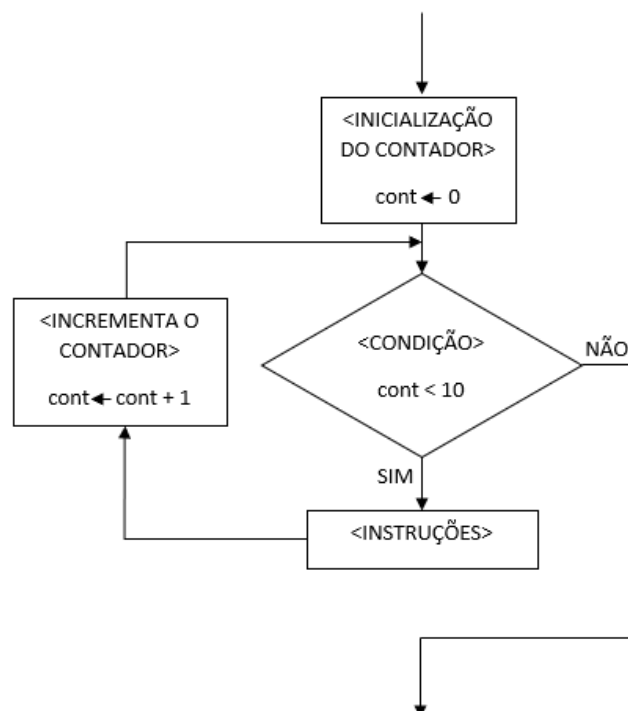 <INICIALIZAÇÃO
DO CONTADOR>
cont ← 0
<INCREMENTA O
CONTADOR>
cont ← cont + 1
<CONDIÇÃO>
cont < 10
NÃO
SIM
<INSTRUÇÕES>